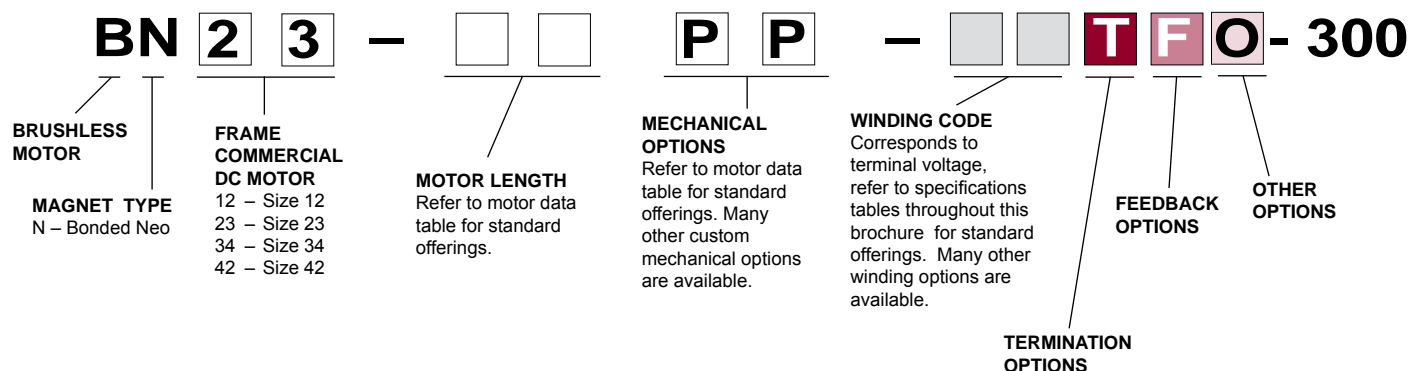 BN 2 3 – P P – T F O - 300
BRUSHLESS
MOTOR
MAGNET TYPE
N – Bonded Neo
FRAME
COMMERCIAL
DC MOTOR
12 – Size 12
23 – Size 23
34 – Size 34
42 – Size 42
MOTOR LENGTH
Refer to motor data
table for standard
offerings.
MECHANICAL
OPTIONS
Refer to motor data
table for standard
offerings. Many
other custom
mechanical options
are available.
WINDING CODE
Corresponds to
terminal voltage,
refer to specifications
tables throughout this
brochure for standard
offerings. Many other
winding options are
available.
TERMINATION
OPTIONS
FEEDBACK
OPTIONS
OTHER
OPTIONS